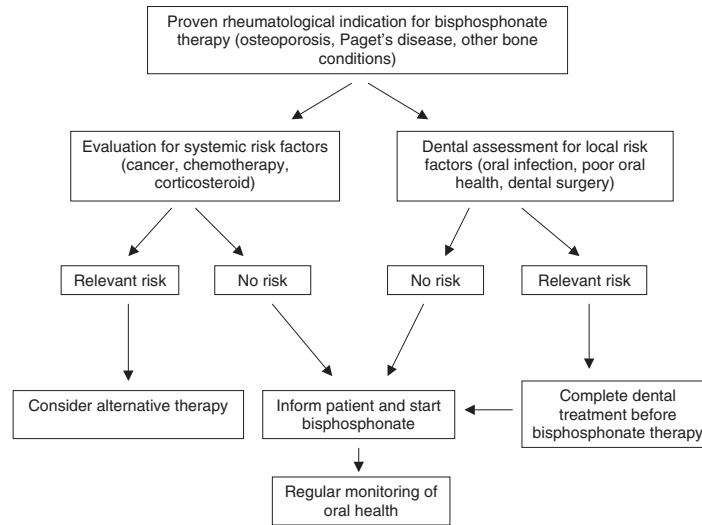 Proven rheumatological indication for bisphosphonate
therapy (osteoporosis, Paget's disease, other bone
conditions)
Evaluation for systemic risk factors
(cancer, chemotherapy,
corticosteroid)
Dental assessment for local risk
factors (oral infection, poor oral
health, dental surgery)
Relevant risk
No risk
No risk
Relevant risk
Consider alternative therapy
Inform patient and start
bisphosphonate
Complete dental
treatment before
bisphosphonate therapy
Regular monitoring of
oral health